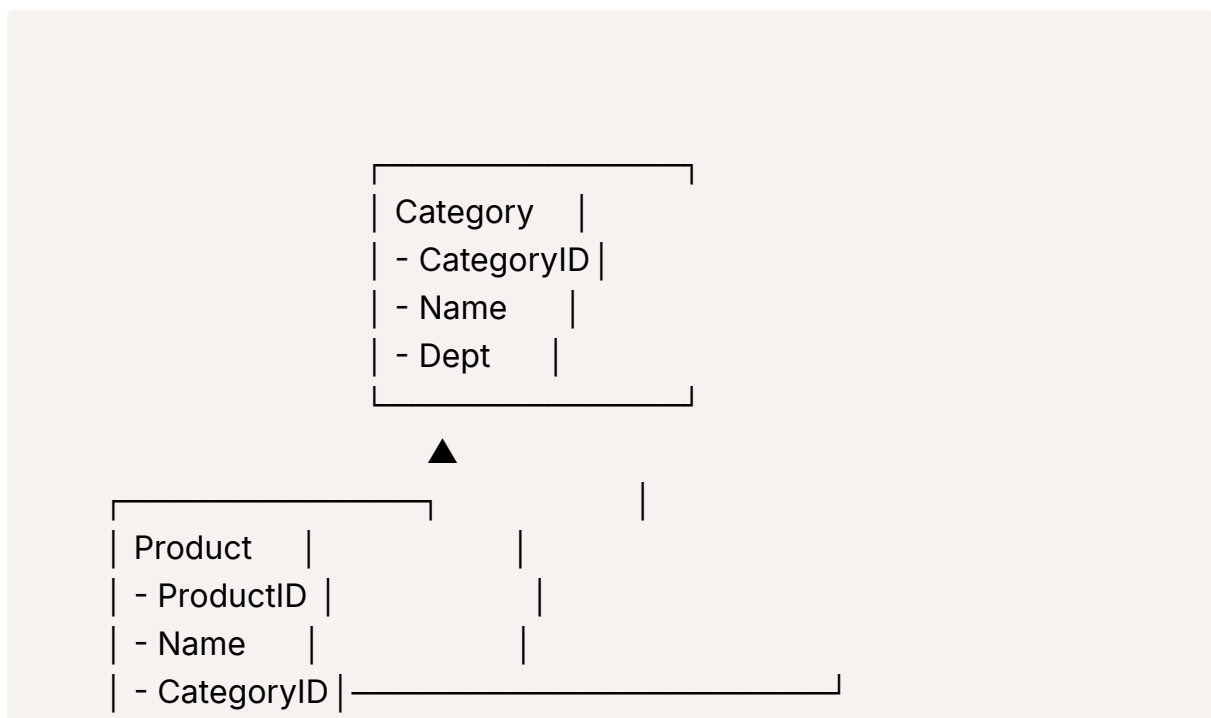 ┌──────────────┐
│ Category     │
│ - CategoryID │
│ - Name       │
│ - Dept       │
└──────────────┘
▲
┌──────────────┐ │
│ Product      │ │
│ - ProductID  │ │
│ - Name       │ │
│ - CategoryID │─────────────────────┘